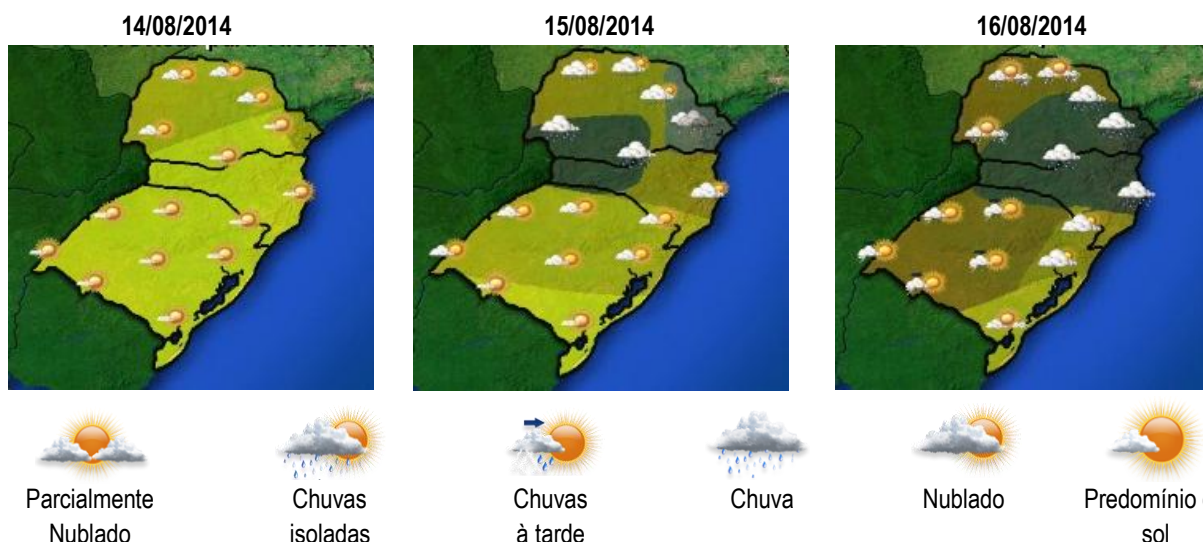 14/08/2014
15/08/2014
16/08/2014
Parcialmente
Nublado
Chuvas
isoladas
Chuvas
à tarde
Chuva
Nublado
Predomínio
sol